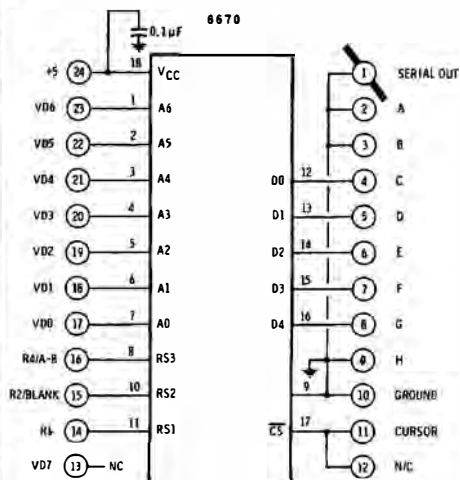 6670
0.1µF
+5 24 18 VCC
1 SERIAL OUT
VD6 23 1 A6
2 A
VD5 22 2 A5
3 B
VD4 21 3 A4
D0 12 4 C
VD3 20 4 A3
D1 13 5 D
VD2 19 5 A2
D2 14 6 E
VD1 18 6 A1
D3 15 7 F
VD0 17 7 A0
D4 16 8 G
R4/A-B 16 8 RS3
9 H
R2/BLANK 15 10 RS2
9 10 GROUND
14 11 RS1
CS 17 11 CURSOR
VD7 13 NC
12 N/C